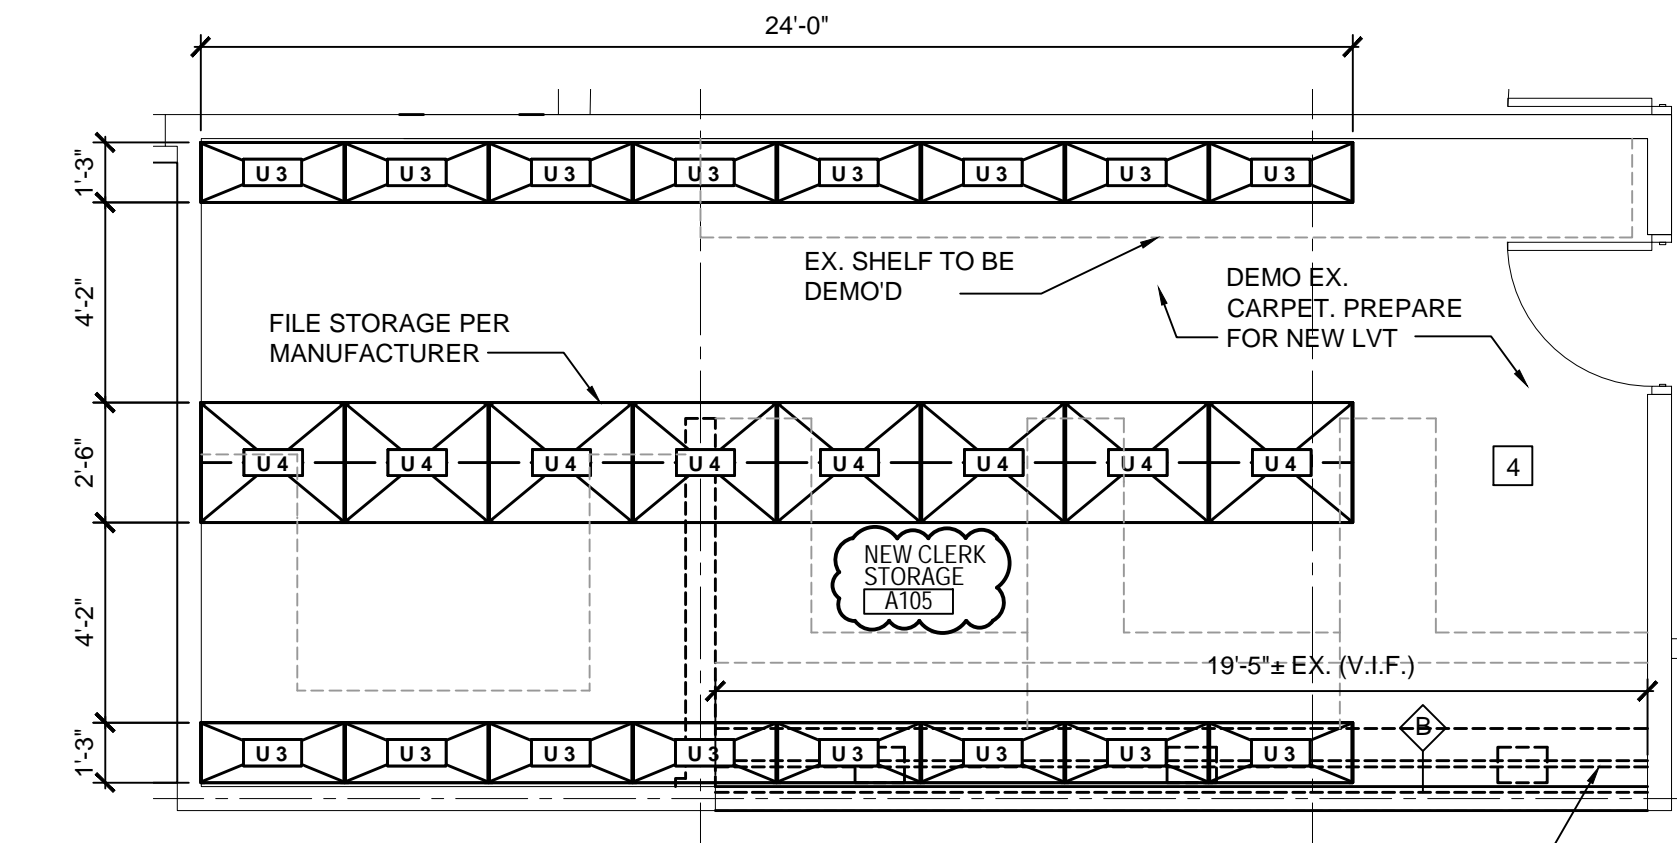 24'-0"
1'-3"
U 3 U 3 U 3 U 3 U 3 U 3 U 3 U 3
EX. SHELF TO BE
DEMO'D
DEMO EX.
CARPET. PREPARE
FOR NEW LVT
4'-2"
FILE STORAGE PER
MANUFACTURER
2'-6"
U 4 U 4 U 4 U 4 U 4 U 4 U 4 U 4
4
NEW CLERK
STORAGE
A105
4'-2"
19'-5"± EX. (V.I.F.)
B
1'-3"
U 3 U 3 U 3 U 3 U 3 U 3 U 3 U 3